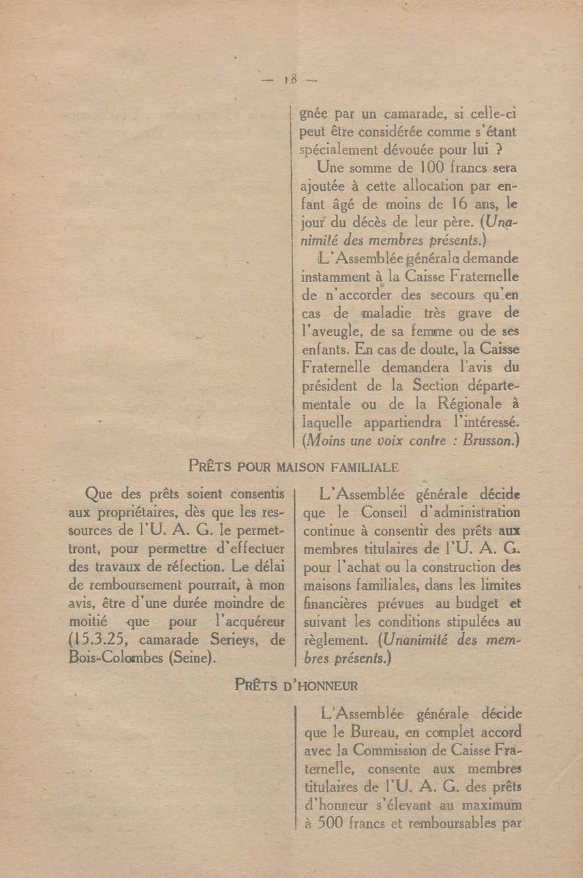 — 18 —
gnée par un camarade, si celle-ci
peut être considérée comme s'étant
spécialement dévouée pour lui ?
Une somme de 100 francs sera
ajoutée à cette allocation par en-
fant âgé de moins de 16 ans, le
jour du décès de leur père. (Una-
nimité des membres présents.)
L'Assemblée générale demande
instamment à la Caisse Fraternelle
de n'accorder des secours qu'en
cas de maladie très grave de
l'aveugle, de sa femme ou de ses
enfants. En cas de doute, la Caisse
Fraternelle demandera l'avis du
président de la Section départe-
mentale ou de la Régionale à
laquelle appartiendra l'intéressé.
(Moins une voix contre : Brusson.)
PRÊTS POUR MAISON FAMILIALE
Que des prêts soient consentis
aux propriétaires, dès que les res-
sources de l'U. A. G. le permet-
tront, pour permettre d'effectuer
des travaux de réfection. Le délai
de remboursement pourrait, à mon
avis, être d'une durée moindre de
moitié que pour l'acquéreur
(15.3.25, camarade Serieys, de
Bois-Colombes (Seine).
L'Assemblée générale décide
que le Conseil d'administration
continue à consentir des prêts aux
membres titulaires de l'U. A. G.
pour l'achat ou la construction des
maisons familiales, dans les limites
financières prévues au budget et
suivant les conditions stipulées au
règlement. (Unanimité des mem-
bres présents.)
PRÊTS D'HONNEUR
L'Assemblée générale décide
que le Bureau, en complet accord
avec la Commission de Caisse Fra-
ternelle, consente aux membres
titulaires de l'U. A. G. des prêts
d'honneur s'élevant au maximum
à 500 francs et remboursables par